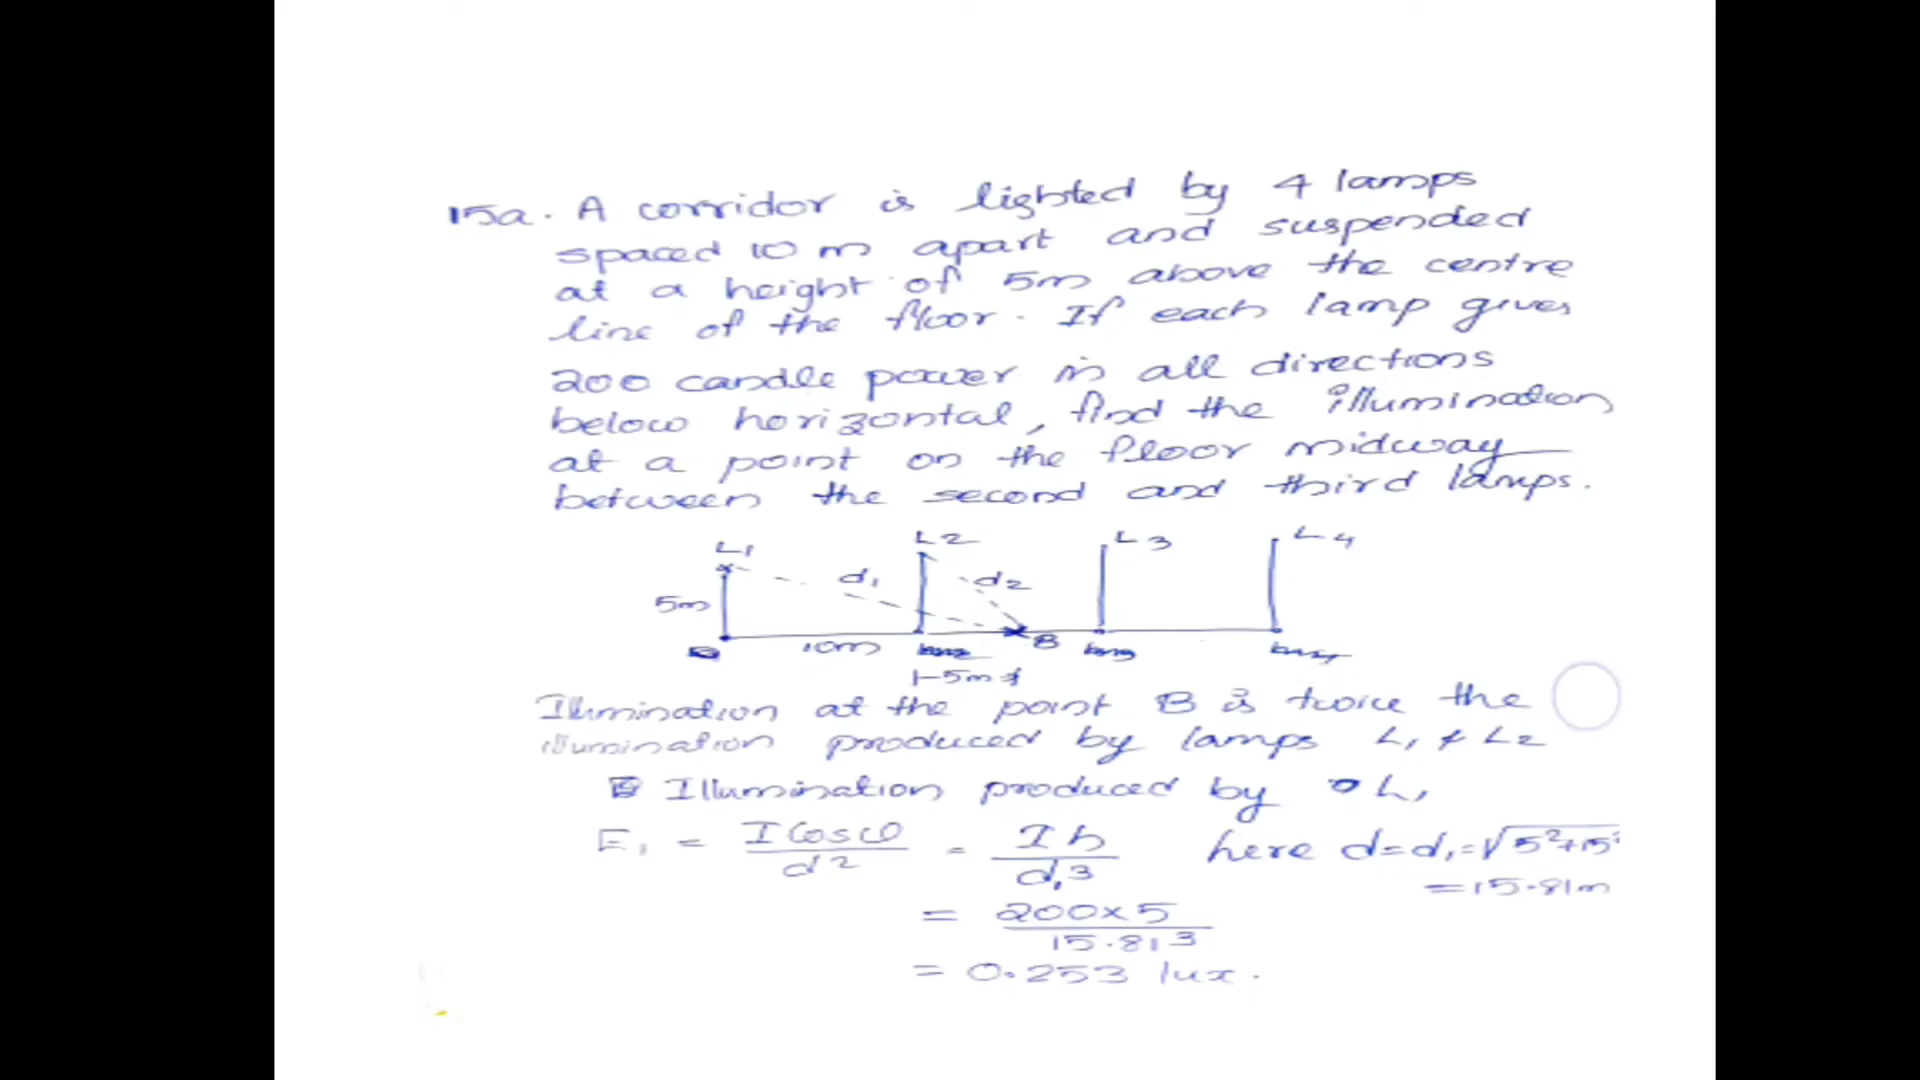 15a. A corridor is lighted by 4 lamps
spaced 10 m apart and suspended
at a height of 5m above the centre
line of the floor. If each lamp gives
200 candle power in all directions
below horizontal, find the illumination
at a point on the floor midway
between the second and third lamps.
L1 L2 L3 L4
5m d1 d2
10m B
5m
Illumination at the point B is twice the
illumination produced by lamps L1 & L2
Illumination produced by L1
E1 = I Cosφ / d² = Ih / d1³ here d=d1=√5²+15²
=15.81m
= 200×5 / 15.81³
= 0.253 lux.